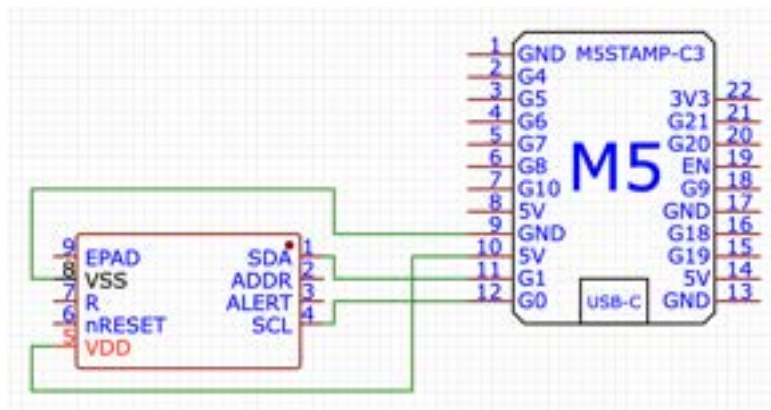 9 EPAD
8 VSS
7 R
6 nRESET
5 VDD
SDA 1
ADDR 2
ALERT 3
SCL 4
M5STAMP-C3
M5
1 GND
2 G4
3 G5
4 G6
5 G7
6 G8
7 G10
8 5V
9 GND
10 5V
11 G1
12 G0
USB-C
3V3 22
G21 21
G20 20
EN 19
G9 18
GND 17
G18 16
G19 15
5V 14
GND 13